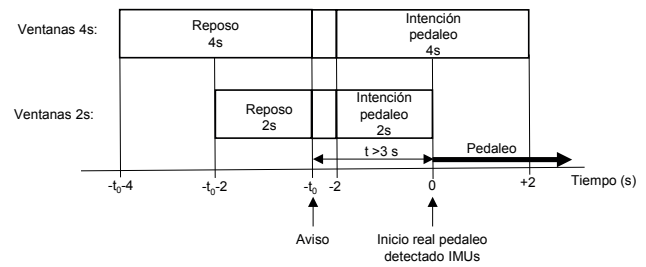 Ventanas 4s:
Reposo
4s
Intención
pedaleo
4s
Ventanas 2s:
Reposo
2s
Intención
pedaleo
2s
t >3 s
Pedaleo
-t0-4
-t0-2
-t0
-2
0
+2
Tiempo (s)
Aviso
Inicio real pedaleo
detectado IMUs